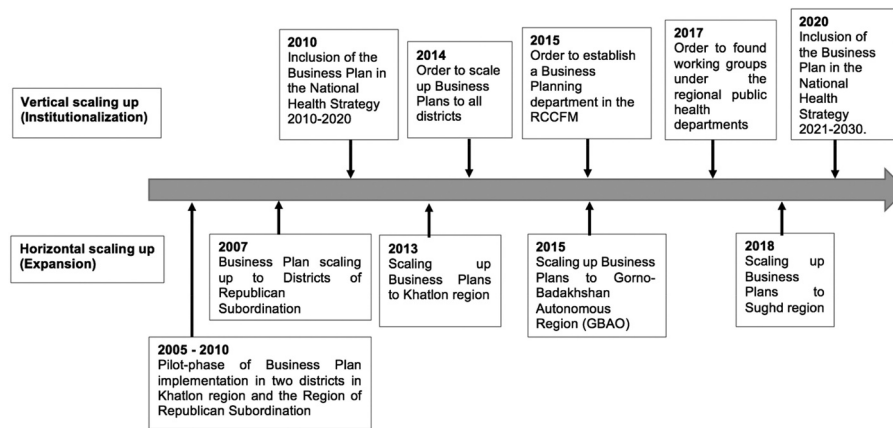 2010
Inclusion of the
Business Plan in
the National
Health Strategy
2010-2020
2014
Order to scale
up Business
Plans to all
districts
2015
Order to establish
a Business
Planning
department in the
RCCFM
2017
Order to found
working groups
under the
regional public
health
departments
2020
Inclusion of
the Business
Plan in the
National
Health
Strategy
2021-2030.
Vertical scaling up
(Institutionalization)
Horizontal scaling up
(Expansion)
2007
Business Plan scaling
up to Districts of
Republican
Subordination
2013
Scaling up
Business Plans
to Khatlon region
2015
Scaling up Business
Plans to Gorno-
Badakhshan
Autonomous
Region (GBAO)
2018
Scaling up
Business
Plans to
Sughd region
2005 - 2010
Pilot-phase of Business Plan
implementation in two districts in
Khatlon region and the Region of
Republican Subordination